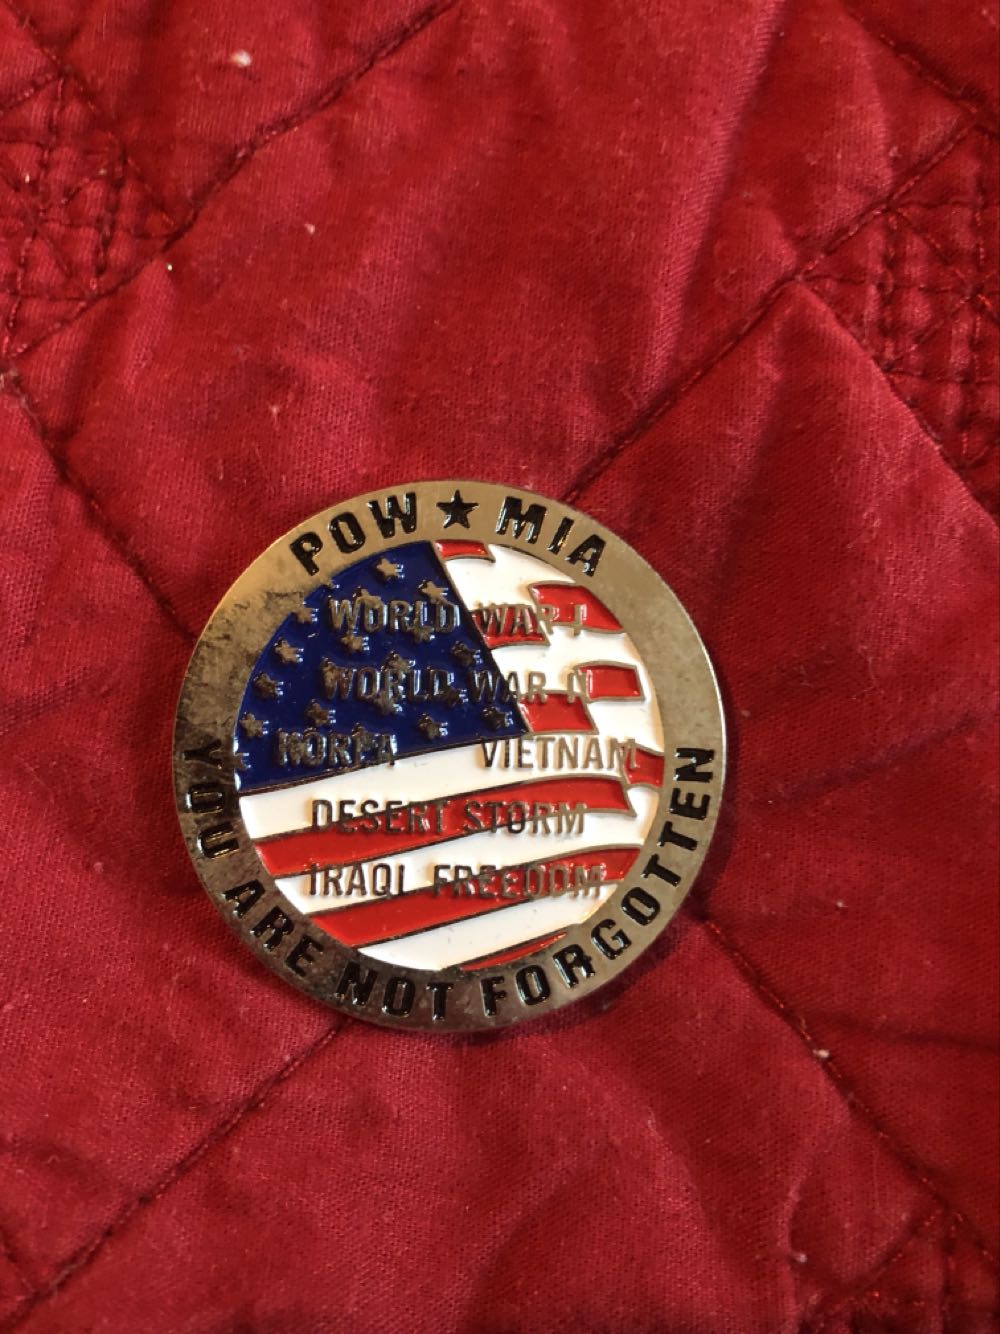 POW ★ MIA
WORLD WAR I
WORLD WAR II
KOREA VIETNAM
DESERT STORM
IRAQI FREEDOM
YOU ARE NOT FORGOTTEN